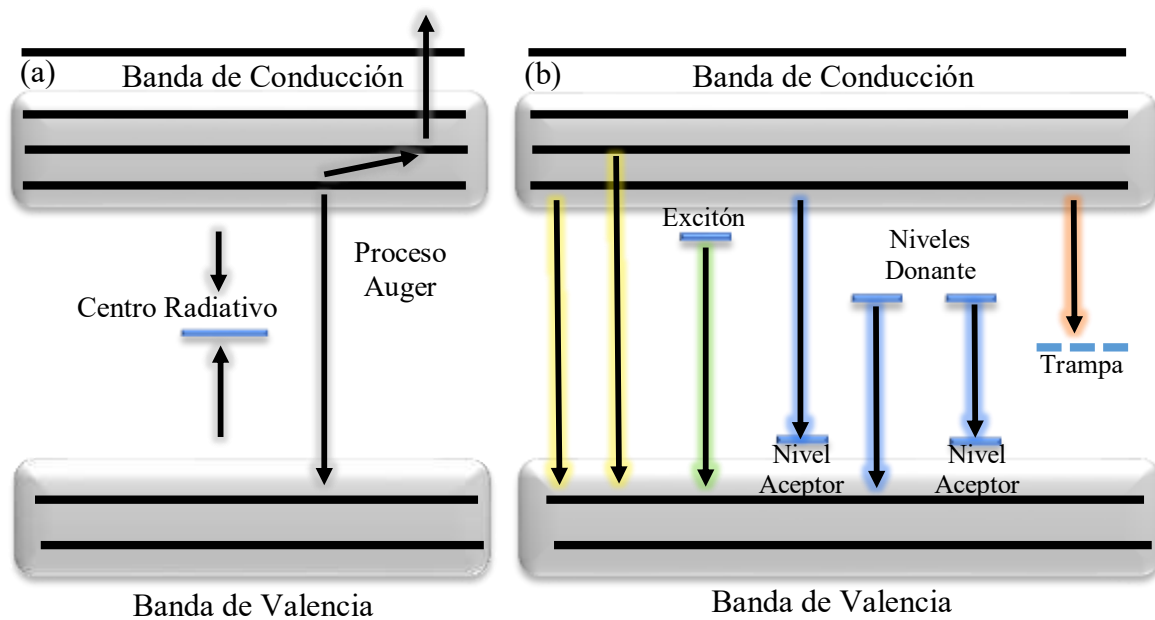 (a)
Banda de Conducción
Proceso
Auger
Centro Radiativo
Banda de Valencia
(b)
Banda de Conducción
Excitón
Niveles
Donante
Trampa
Nivel
Aceptor
Nivel
Aceptor
Banda de Valencia